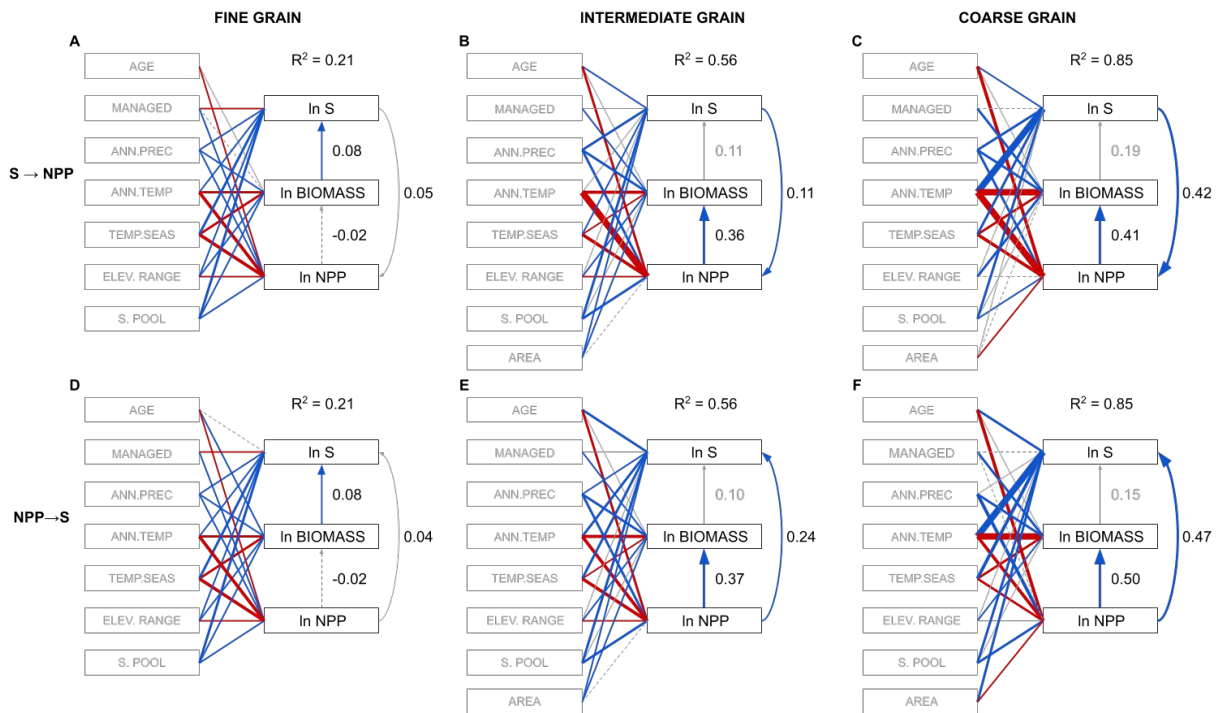 FINE GRAIN
INTERMEDIATE GRAIN
COARSE GRAIN
S → NPP
A
R² = 0.21
AGE
MANAGED
ANN.PREC
ANN.TEMP
TEMP.SEAS
ELEV. RANGE
S. POOL
ln S
0.08
ln BIOMASS
-0.02
ln NPP
0.05
B
R² = 0.56
AGE
MANAGED
ANN.PREC
ANN.TEMP
TEMP.SEAS
ELEV. RANGE
S. POOL
AREA
ln S
0.11
ln BIOMASS
0.36
ln NPP
0.11
C
R² = 0.85
AGE
MANAGED
ANN.PREC
ANN.TEMP
TEMP.SEAS
ELEV. RANGE
S. POOL
AREA
ln S
0.19
ln BIOMASS
0.41
ln NPP
0.42
NPP→S
D
R² = 0.21
AGE
MANAGED
ANN.PREC
ANN.TEMP
TEMP.SEAS
ELEV. RANGE
S. POOL
ln S
0.08
ln BIOMASS
-0.02
ln NPP
0.04
E
R² = 0.56
AGE
MANAGED
ANN.PREC
ANN.TEMP
TEMP.SEAS
ELEV. RANGE
S. POOL
AREA
ln S
0.10
ln BIOMASS
0.37
ln NPP
0.24
F
R² = 0.85
AGE
MANAGED
ANN.PREC
ANN.TEMP
TEMP.SEAS
ELEV. RANGE
S. POOL
AREA
ln S
0.15
ln BIOMASS
0.50
ln NPP
0.47